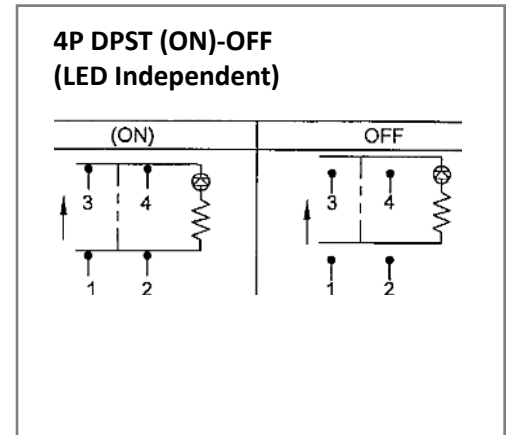 4P DPST (ON)-OFF
(LED Independent)
(ON) OFF
3 4 3 4
1 2 1 2